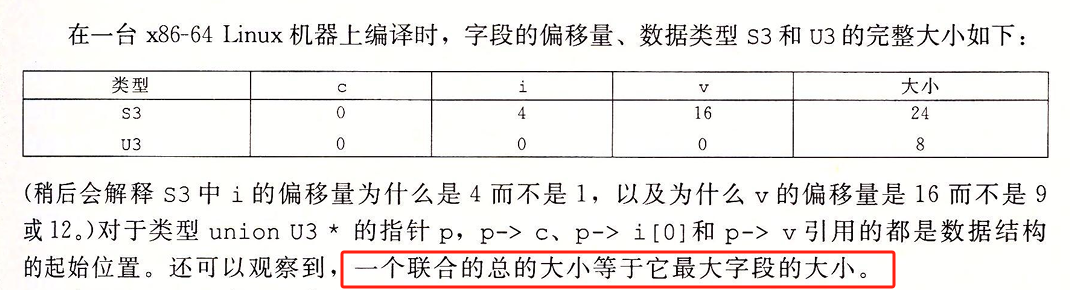 在一台 x86-64 Linux 机器上编译时，字段的偏移量、数据类型 S3 和 U3 的完整大小如下：
类型 c i v 大小
S3 0 4 16 24
U3 0 0 0 8
(稍后会解释 S3 中 i 的偏移量为什么是 4 而不是 1，以及为什么 v 的偏移量是 16 而不是 9
或 12。)对于类型 union U3 * 的指针 p，p-> c、p-> i[0]和 p-> v 引用的都是数据结构
的起始位置。还可以观察到，一个联合的总的大小等于它最大字段的大小。